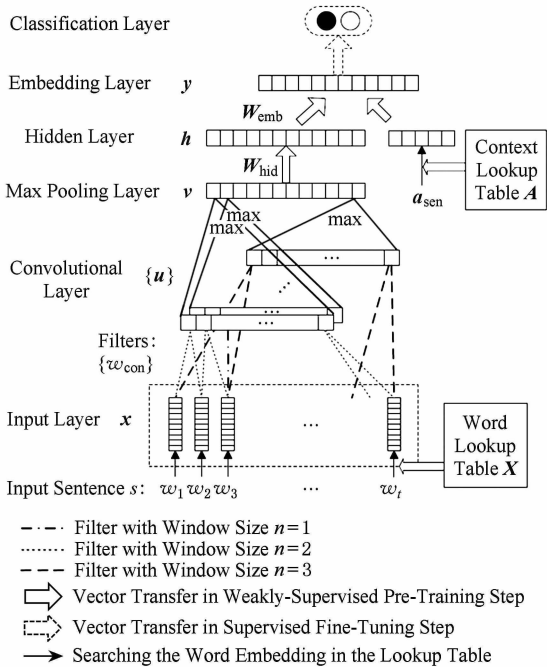 Classification Layer
Embedding Layer y
W_emb
Hidden Layer h
W_hid
Context Lookup Table A
a_sen
Max Pooling Layer v
max
max
max
Convolutional Layer {u}
...
...
...
Filters: {w_con}
Input Layer x
...
Word Lookup Table X
Input Sentence s: w_1 w_2 w_3 ... w_t
Filter with Window Size n=1
Filter with Window Size n=2
Filter with Window Size n=3
Vector Transfer in Weakly-Supervised Pre-Training Step
Vector Transfer in Supervised Fine-Tuning Step
Searching the Word Embedding in the Lookup Table